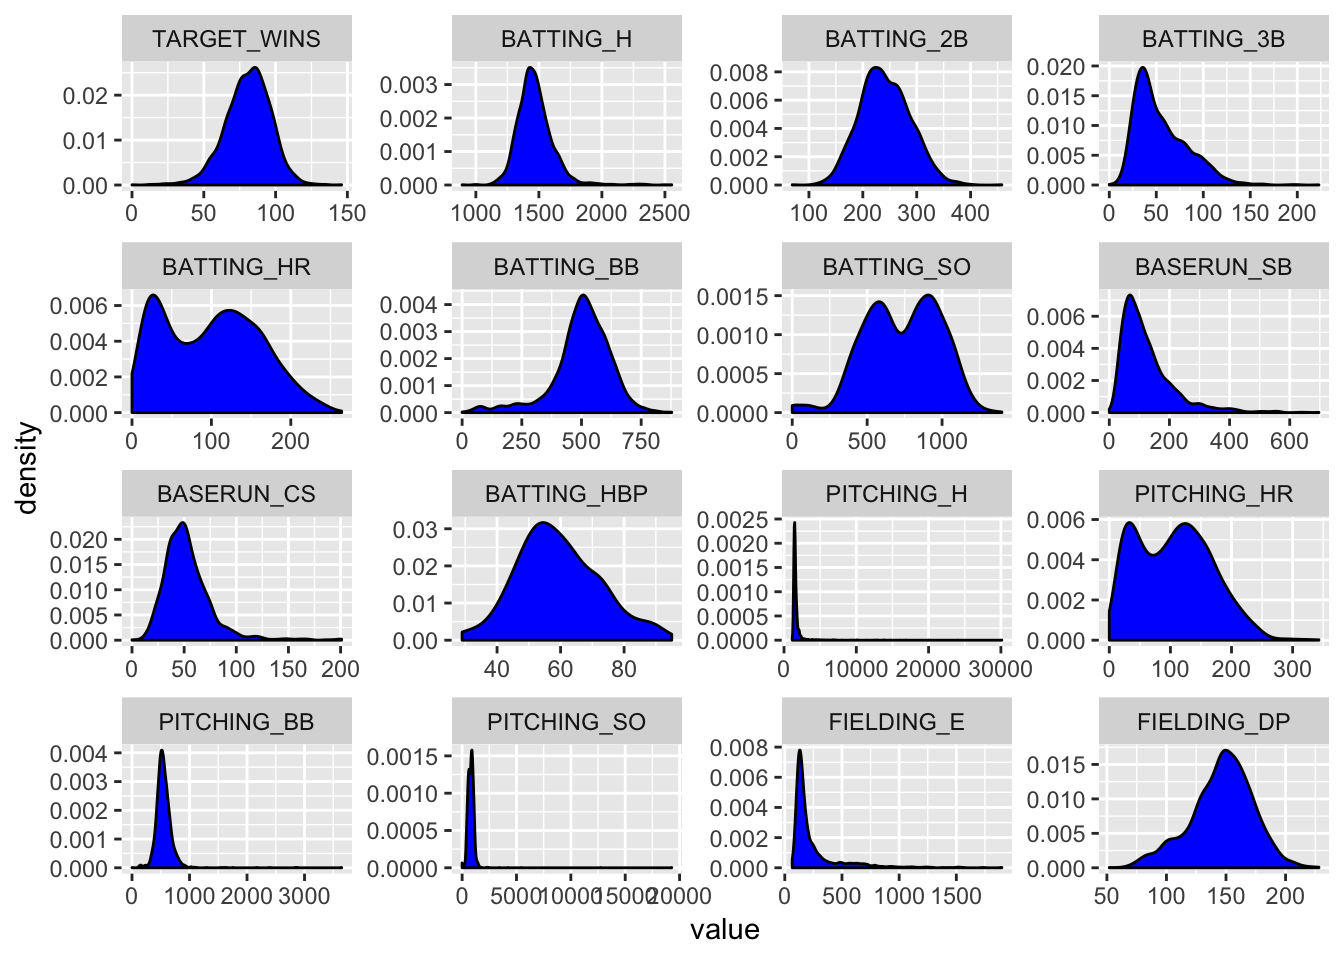 TARGET_WINS BATTING_H BATTING_2B BATTING_3B
0.02 0.01 0.00
0.003 0.002 0.001 0.000
0.008 0.006 0.004 0.002 0.000
0.020 0.015 0.010 0.005 0.000
0 50 100 150
1000 1500 2000 2500
100 200 300 400
0 50 100 150 200
BATTING_HR BATTING_BB BATTING_SO BASERUN_SB
0.006 0.004 0.002 0.000
0.004 0.003 0.002 0.001 0.000
0.0015 0.0010 0.0005 0.0000
0.006 0.004 0.002 0.000
0 100 200
0 250 500 750
0 500 1000
0 200 400 600
density
BASERUN_CS BATTING_HBP PITCHING_H PITCHING_HR
0.020 0.015 0.010 0.005 0.000
0.03 0.02 0.01 0.00
0.0025 0.0020 0.0015 0.0010 0.0005 0.0000
0.006 0.004 0.002 0.000
0 50 100 150 200
40 60 80
0 10000 20000 30000
0 100 200 300
PITCHING_BB PITCHING_SO FIELDING_E FIELDING_DP
0.004 0.003 0.002 0.001 0.000
0.0015 0.0010 0.0005 0.0000
0.008 0.006 0.004 0.002 0.000
0.015 0.010 0.005 0.000
0 1000 2000 3000
0 5000 10000 15000 20000
0 500 1000 1500
50 100 150 200
value